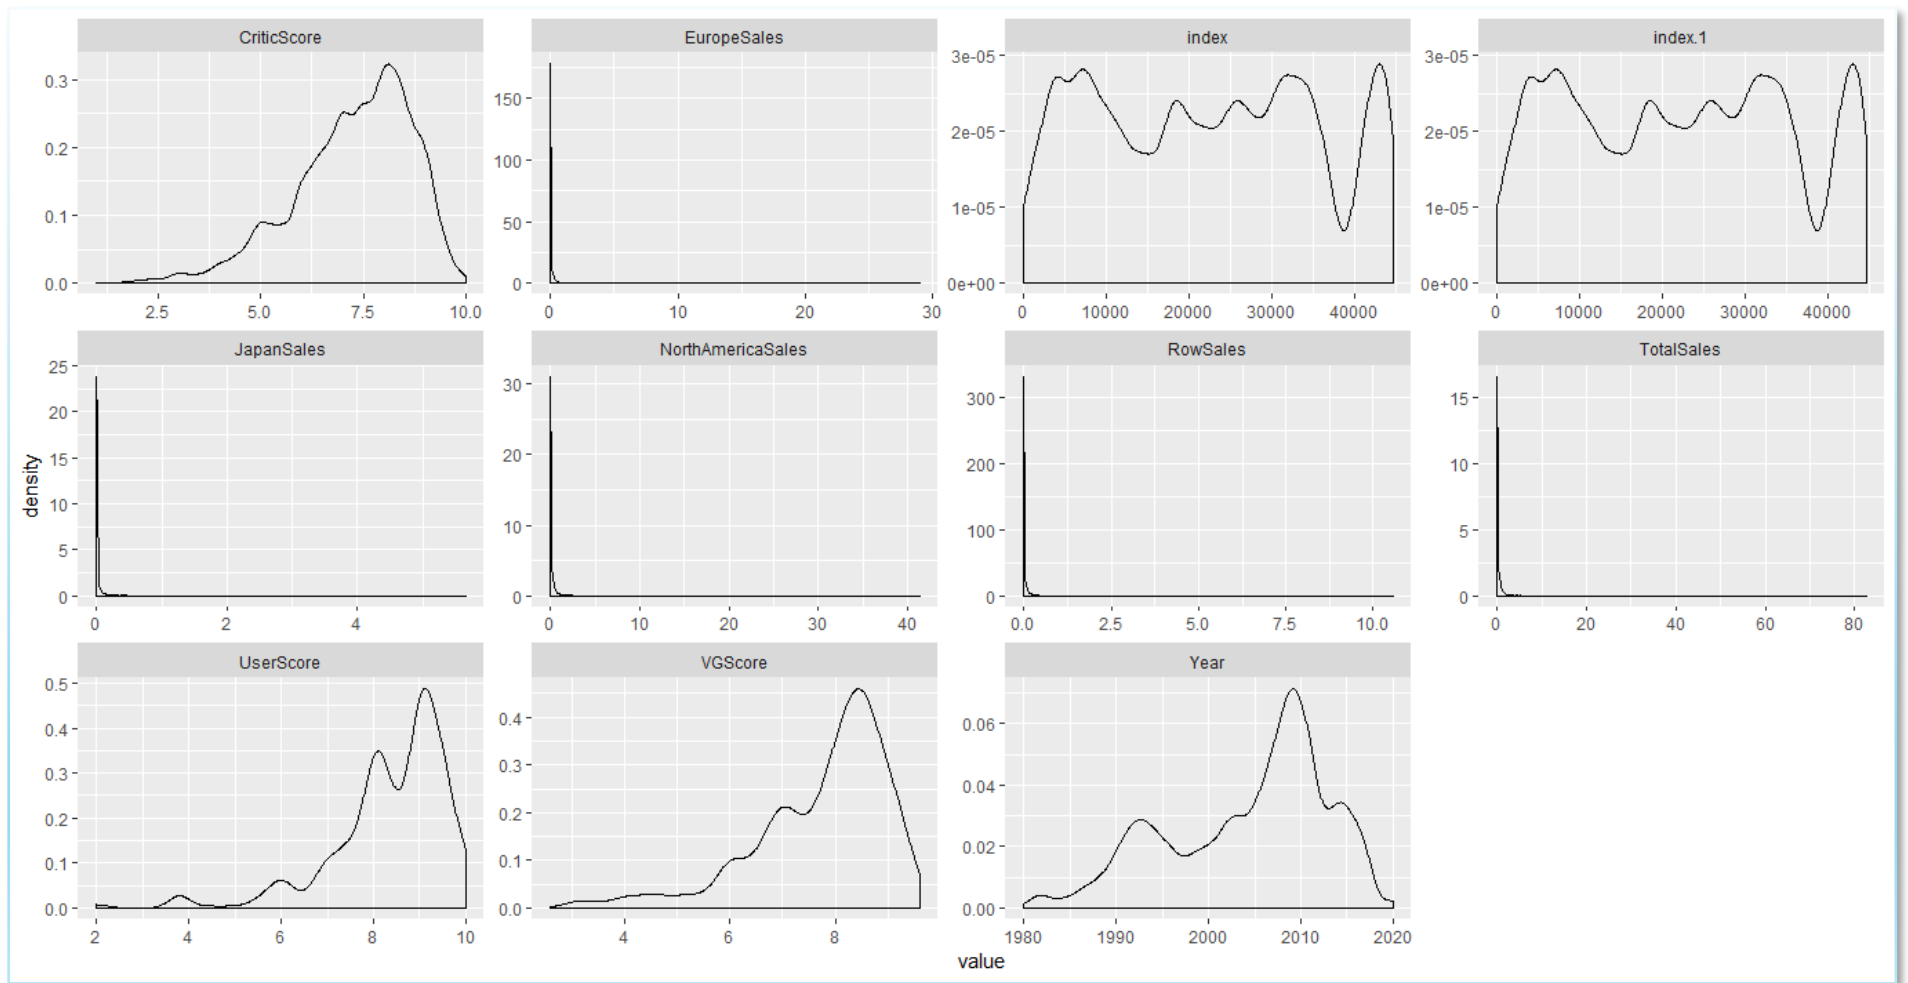 CriticScore
EuropeSales
index
index.1
0.3
0.2
0.1
0.0
2.5 5.0 7.5 10.0
150
100
50
0
0 10 20 30
3e-05
2e-05
1e-05
0e+00
0 10000 20000 30000 40000
3e-05
2e-05
1e-05
0e+00
0 10000 20000 30000 40000
JapanSales
NorthAmericaSales
RowSales
TotalSales
density
25
20
15
10
5
0
0 2 4
30
20
10
0
0 10 20 30 40
300
200
100
0
0.0 2.5 5.0 7.5 10.0
15
10
5
0
0 20 40 60 80
UserScore
VGScore
Year
0.5
0.4
0.3
0.2
0.1
0.0
2 4 6 8 10
0.4
0.3
0.2
0.1
0.0
4 6 8
0.06
0.04
0.02
0.00
1980 1990 2000 2010 2020
value